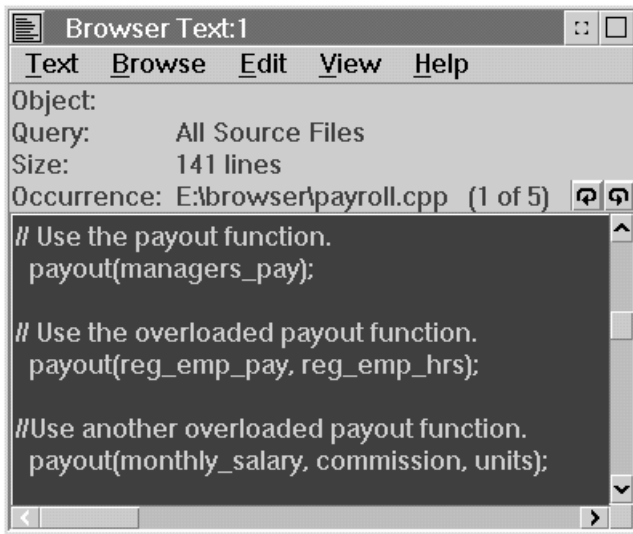 Browser Text:1
Text Browse Edit View Help
Object:
Query: All Source Files
Size: 141 lines
Occurrence: E:\browser\payroll.cpp (1 of 5)
// Use the payout function.
payout(managers_pay);
// Use the overloaded payout function.
payout(reg_emp_pay, reg_emp_hrs);
//Use another overloaded payout function.
payout(monthly_salary, commission, units);